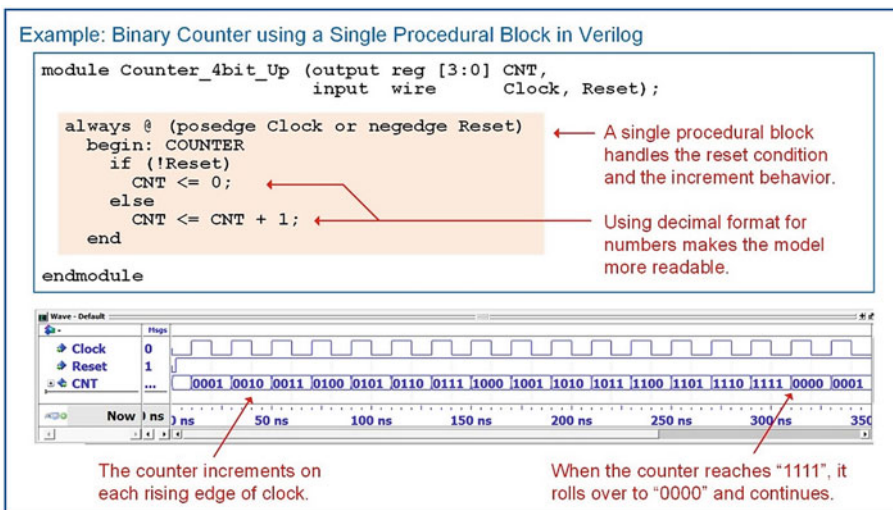 Example: Binary Counter using a Single Procedural Block in Verilog
module Counter_4bit_Up (output reg [3:0] CNT,
input wire Clock, Reset);
always @ (posedge Clock or negedge Reset)
begin: COUNTER
if (!Reset)
CNT <= 0;
else
CNT <= CNT + 1;
end
endmodule
A single procedural block
handles the reset condition
and the increment behavior.
Using decimal format for
numbers makes the model
more readable.
Wave - Default
Msgs
Clock 0
Reset 1
CNT ... 0001 0010 0011 0100 0101 0110 0111 1000 1001 1010 1011 1100 1101 1110 1111 0000 0001
Now ns ns 50 ns 100 ns 150 ns 200 ns 250 ns 300 ns 350
The counter increments on
each rising edge of clock.
When the counter reaches “1111”, it
rolls over to “0000” and continues.